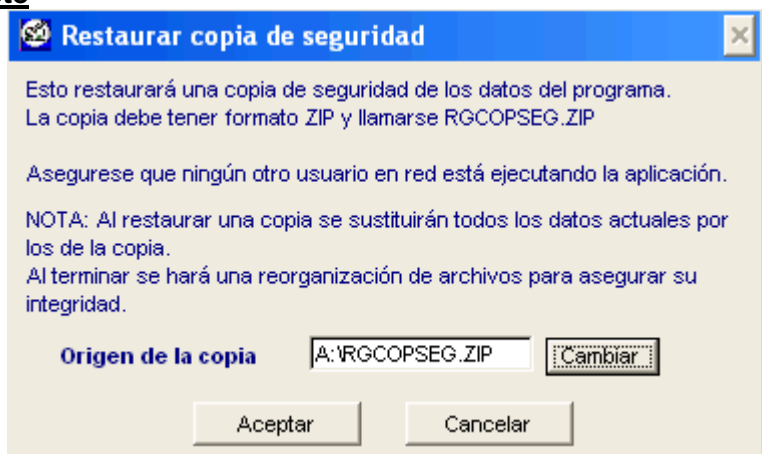 Restaurar copia de seguridad
Esto restaurará una copia de seguridad de los datos del programa.
La copia debe tener formato ZIP y llamarse RGCOPSEG.ZIP
Asegurese que ningún otro usuario en red está ejecutando la aplicación.
NOTA: Al restaurar una copia se sustituirán todos los datos actuales por
los de la copia.
Al terminar se hará una reorganización de archivos para asegurar su
integridad.
Origen de la copia A:\RGCOPSEG.ZIP Cambiar
Aceptar Cancelar